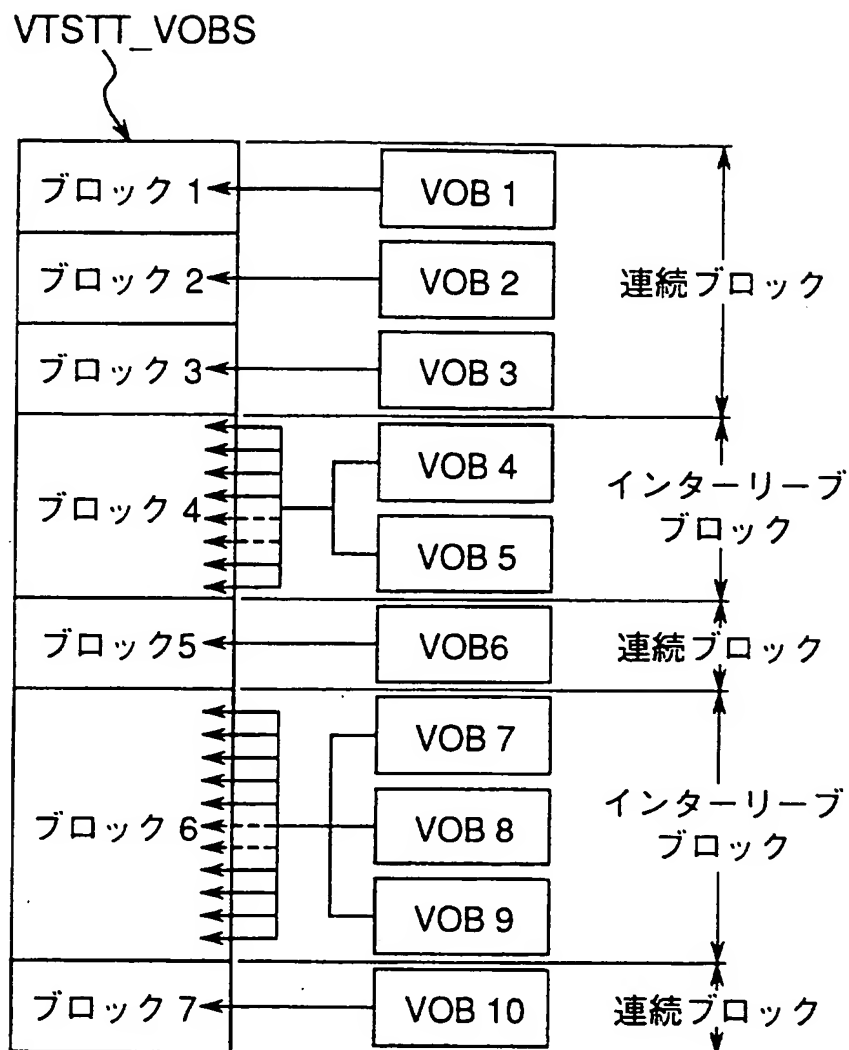 VTSTT_VOBS
ブロック 1
VOB 1
ブロック 2
VOB 2
連続ブロック
ブロック 3
VOB 3
ブロック 4
VOB 4
VOB 5
インターリーブ
ブロック
ブロック5
VOB6
連続ブロック
ブロック 6
VOB 7
VOB 8
VOB 9
インターリーブ
ブロック
ブロック 7
VOB 10
連続ブロック